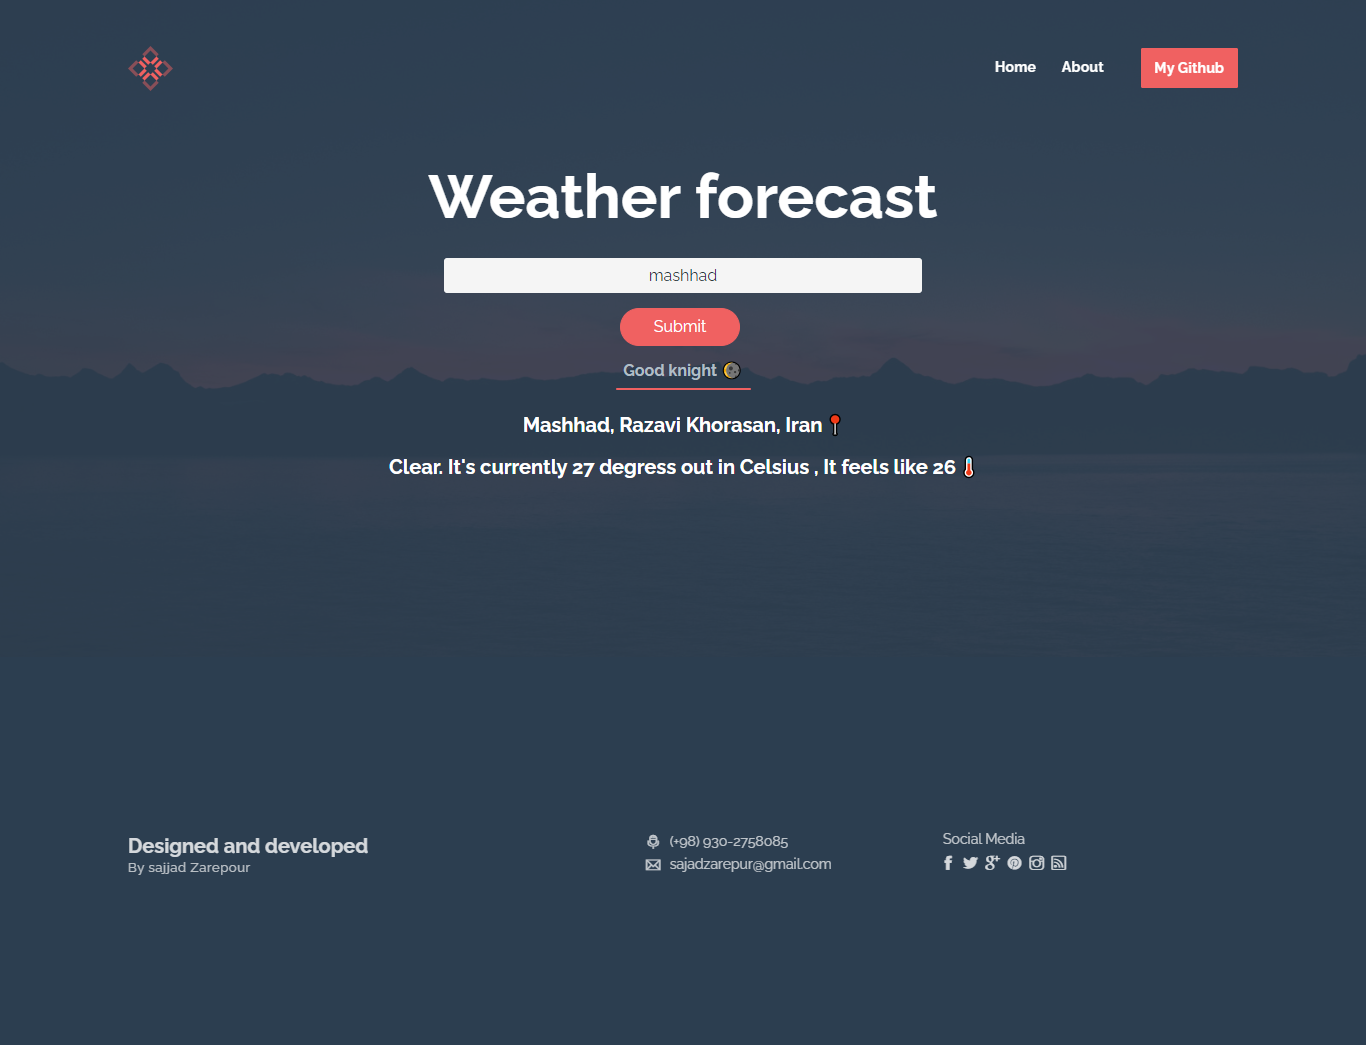 Home About My Github
Weather forecast
mashhad
Submit
Good knight
Mashhad, Razavi Khorasan, Iran
Clear. It's currently 27 degress out in Celsius , It feels like 26
Designed and developed
By sajjad Zarepour
(+98) 930-2758085
sajadzarepur@gmail.com
Social Media